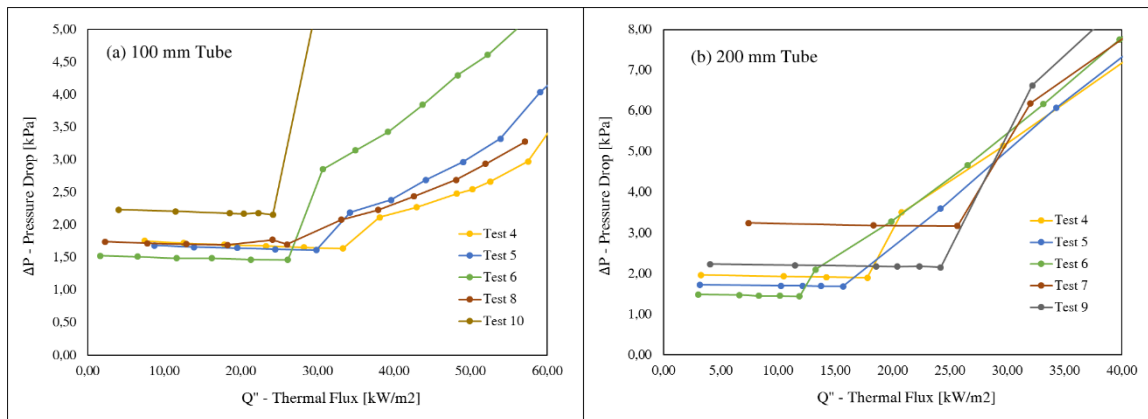 (a) 100 mm Tube
5,00
4,50
4,00
3,50
3,00
2,50
2,00
1,50
1,00
0,50
0,00
ΔP - Pressure Drop [kPa]
0,00 10,00 20,00 30,00 40,00 50,00 60,00
Q" - Thermal Flux [kW/m2]
Test 4
Test 5
Test 6
Test 8
Test 10
(b) 200 mm Tube
8,00
7,00
6,00
5,00
4,00
3,00
2,00
1,00
0,00
ΔP - Pressure Drop [kPa]
0,00 5,00 10,00 15,00 20,00 25,00 30,00 35,00 40,00
Q" - Thermal Flux [kW/m2]
Test 4
Test 5
Test 6
Test 7
Test 9